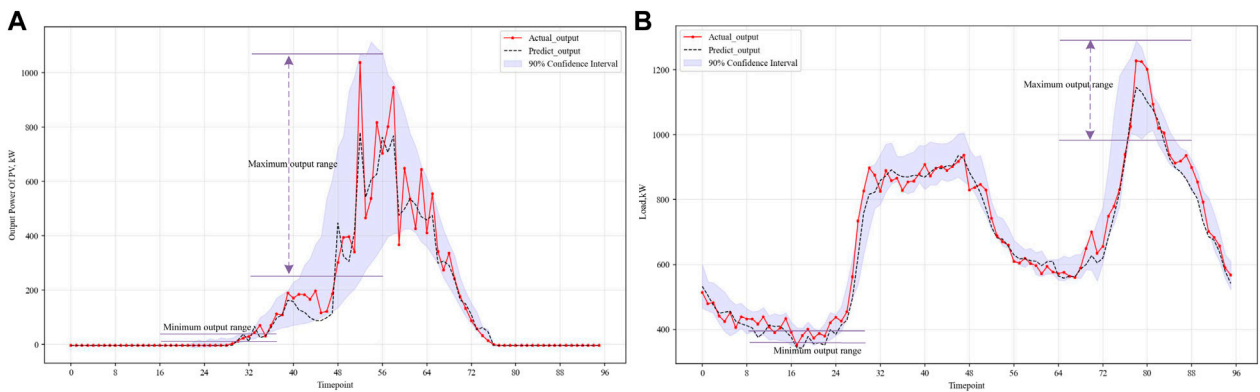 A
Actual_output
Predict_output
90% Confidence Interval
Maximum output range
Minimum output range
Output Power Of PV, kW
1000
800
600
400
200
0
0 8 16 24 32 40 48 56 64 72 80 88 96
Timepoint
B
Actual_output
Predict_output
90% Confidence Interval
Maximum output range
Minimum output range
Load,kW
1200
1000
800
600
400
0 8 16 24 32 40 48 56 64 72 80 88 96
Timepoint